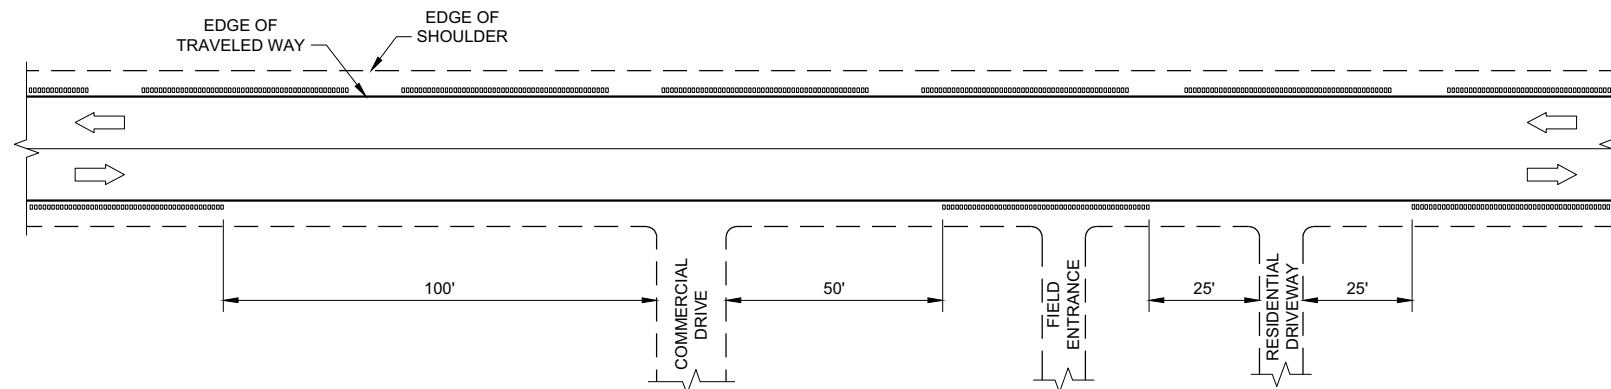 EDGE OF
TRAVELED WAY
EDGE OF
SHOULDER
100'
COMMERCIAL
DRIVE
50'
FIELD
ENTRANCE
25'
RESIDENTIAL
DRIVEWAY
25'